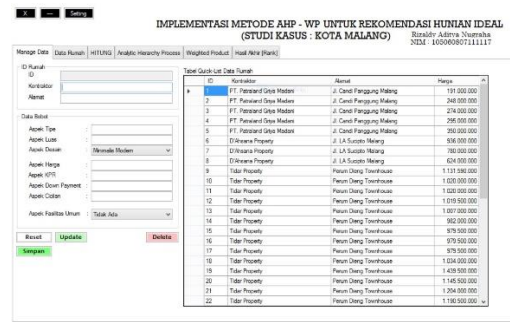 X — Setting
IMPLEMENTASI METODE AHP - WP UNTUK REKOMENDASI HUNIAN IDEAL
(STUDI KASUS : KOTA MALANG)
Rizaldy Aditya Nugraha
NIM : 105060807111117
Manage Data Data Rumah HITUNG Analytic Hierarchy Process Weighted Product Hasil Akhir [Rank]
ID Rumah
ID
Kontraktor
Alamat
Data Bobot
Aspek Tipe :
Aspek Luas :
Aspek Desain : Minimalis Modern
Aspek Harga :
Aspek KPR :
Aspek Down Payment :
Aspek Cicilan :
Aspek Fasilitas Umum : Tidak Ada
Reset Update Delete
Simpan
Tabel Quick-List Data Rumah
ID Kontraktor Alamat Harga
1 PT. Patraland Griya Madani Jl. Candi Panggung Malang 191.000.000
2 PT. Patraland Griya Madani Jl. Candi Panggung Malang 248.000.000
3 PT. Patraland Griya Madani Jl. Candi Panggung Malang 274.000.000
4 PT. Patraland Griya Madani Jl. Candi Panggung Malang 295.000.000
5 PT. Patraland Griya Madani Jl. Candi Panggung Malang 350.000.000
6 D'Ahsana Property Jl. LA Sucipto Malang 936.000.000
7 D'Ahsana Property Jl. LA Sucipto Malang 780.000.000
8 D'Ahsana Property Jl. LA Sucipto Malang 624.000.000
9 Tidar Property Perum Dieng Townhouse 1.131.500.000
10 Tidar Property Perum Dieng Townhouse 1.020.000.000
11 Tidar Property Perum Dieng Townhouse 1.020.000.000
12 Tidar Property Perum Dieng Townhouse 1.019.500.000
13 Tidar Property Perum Dieng Townhouse 1.007.000.000
14 Tidar Property Perum Dieng Townhouse 982.000.000
15 Tidar Property Perum Dieng Townhouse 979.500.000
16 Tidar Property Perum Dieng Townhouse 979.500.000
17 Tidar Property Perum Dieng Townhouse 979.500.000
18 Tidar Property Perum Dieng Townhouse 1.034.000.000
19 Tidar Property Perum Dieng Townhouse 1.439.500.000
20 Tidar Property Perum Dieng Townhouse 1.145.500.000
21 Tidar Property Perum Dieng Townhouse 1.204.000.000
22 Tidar Property Perum Dieng Townhouse 1.190.500.000